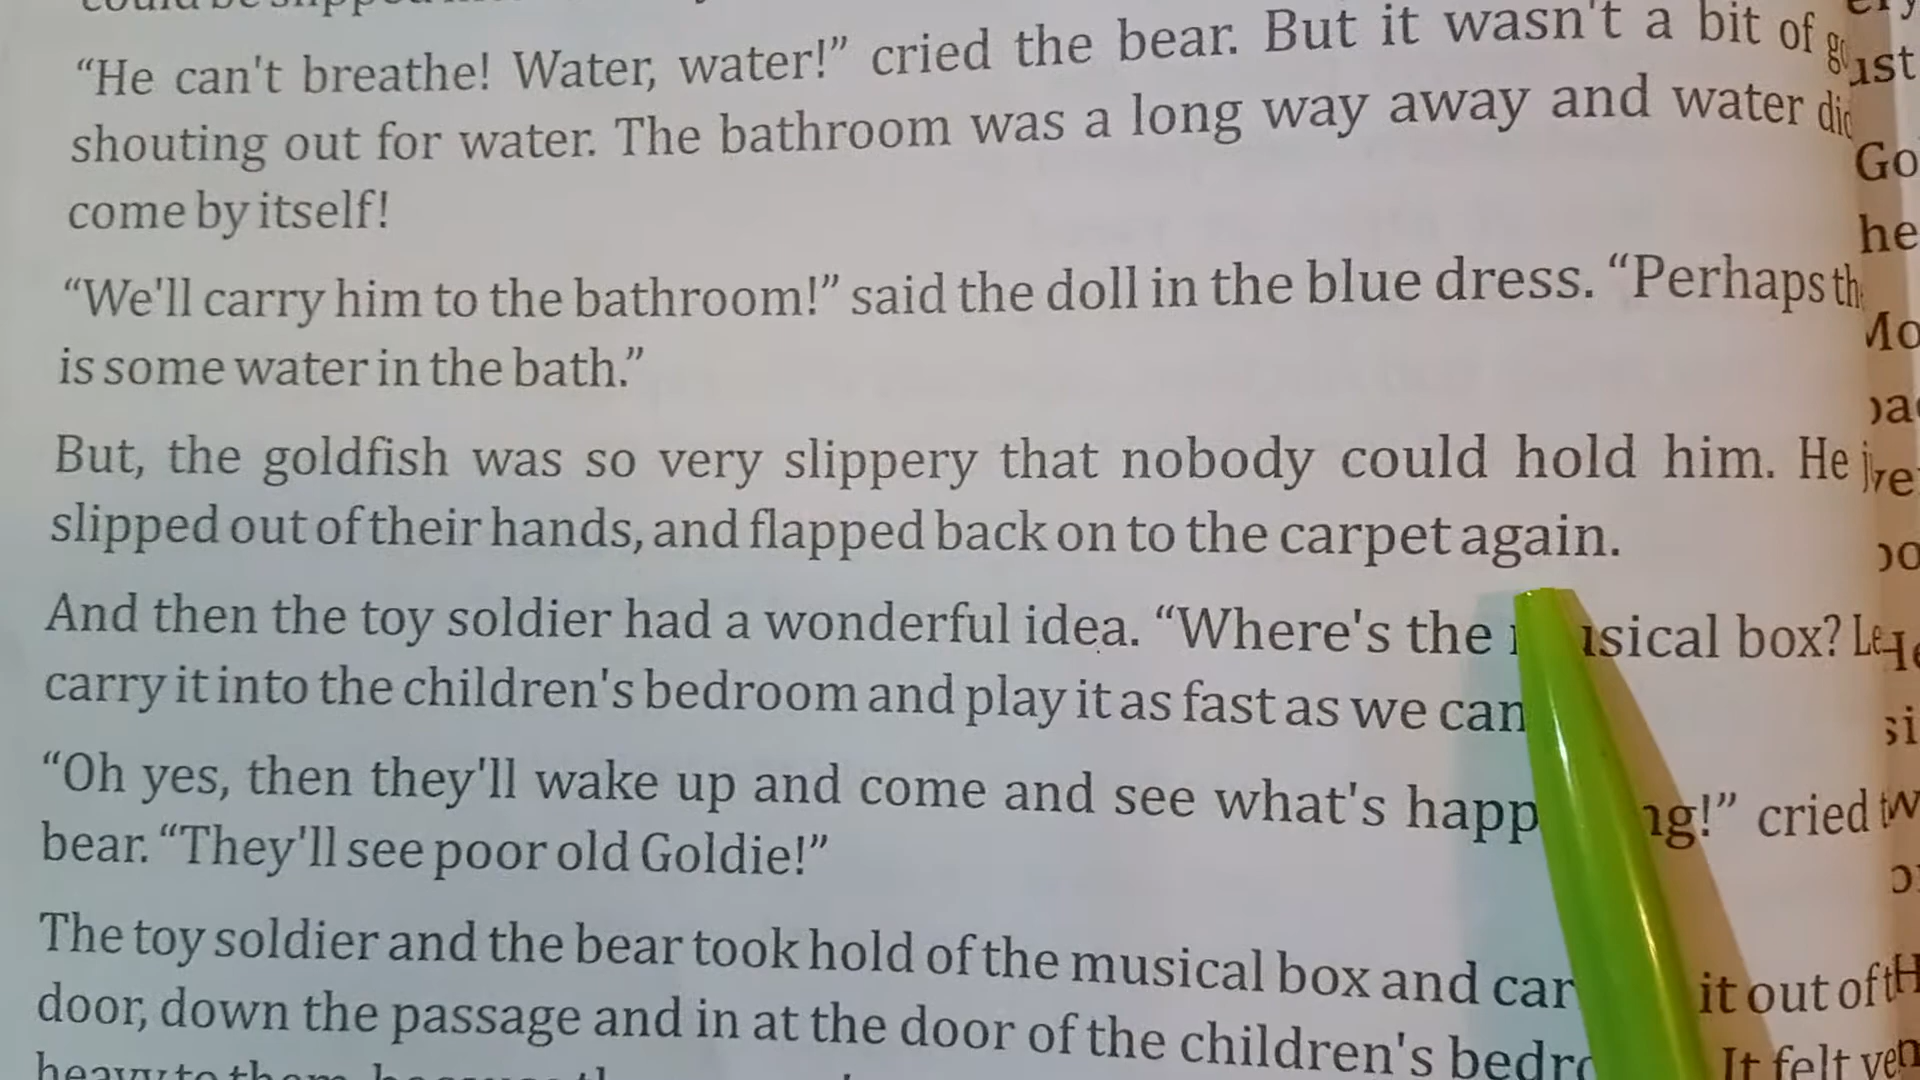 “He can't breathe! Water, water!” cried the bear. But it wasn't a bit of
shouting out for water. The bathroom was a long way away and water
come by itself!
“We'll carry him to the bathroom!” said the doll in the blue dress. “Perhaps
is some water in the bath.”
But, the goldfish was so very slippery that nobody could hold him. He
slipped out of their hands, and flapped back on to the carpet again.
And then the toy soldier had a wonderful idea. “Where's the box?
carry it into the children's bedroom and play it as fast as we can
“Oh yes, then they'll wake up and come and see what's cried
bear. “They'll see poor old Goldie!”
The toy soldier and the bear took hold of the musical box and it out of
door, down the passage and in at the door of the children's It felt